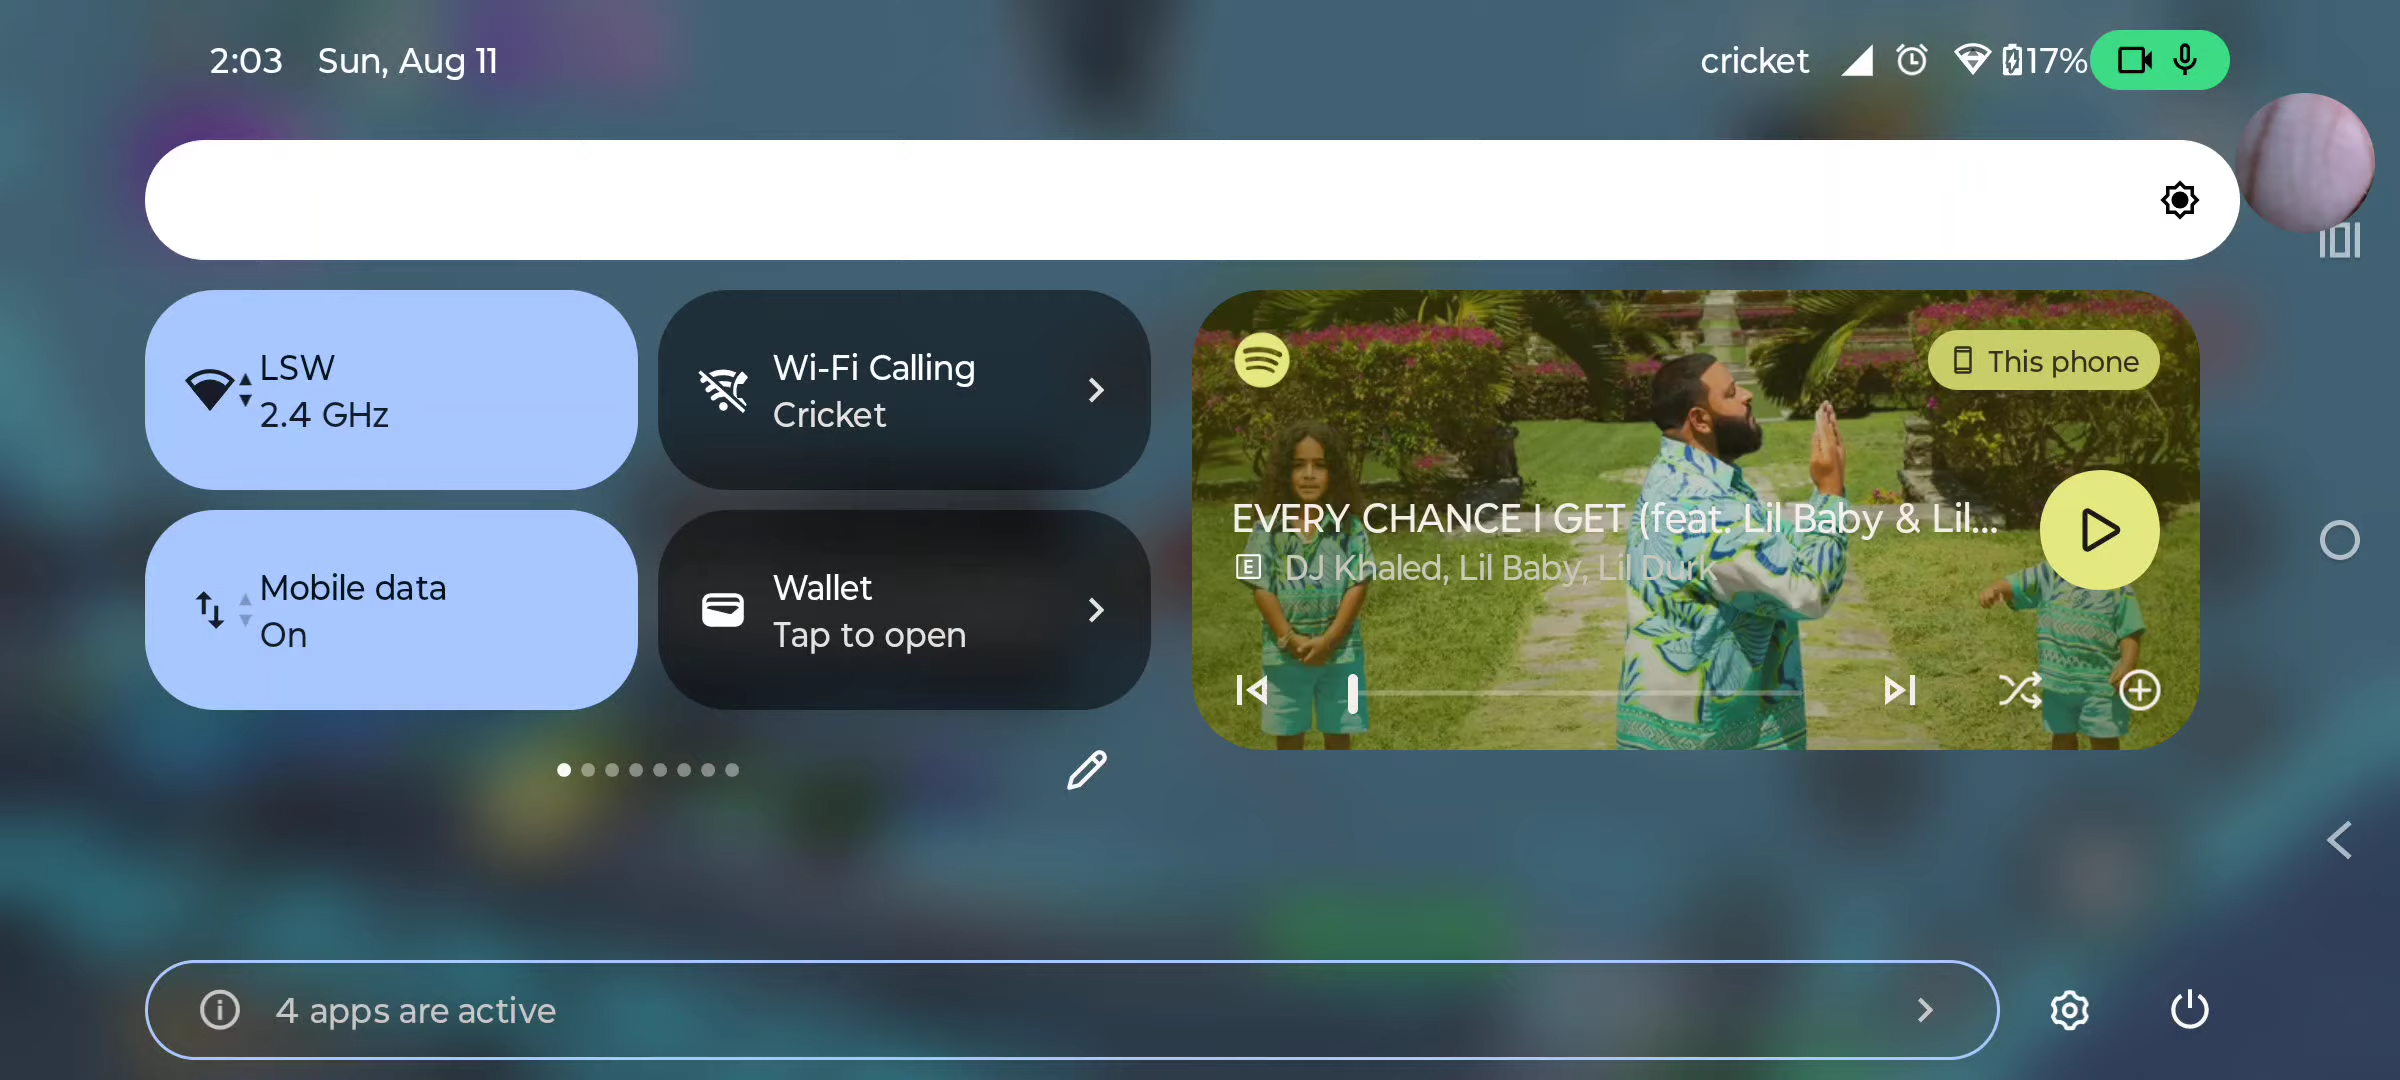 2:03 Sun, Aug 11
cricket 17%
LSW
2.4 GHz
Wi-Fi Calling
Cricket
This phone
EVERY CHANCE I GET (feat. Lil Baby & Lil...
E DJ Khaled, Lil Baby, Lil Durk
Mobile data
On
Wallet
Tap to open
4 apps are active